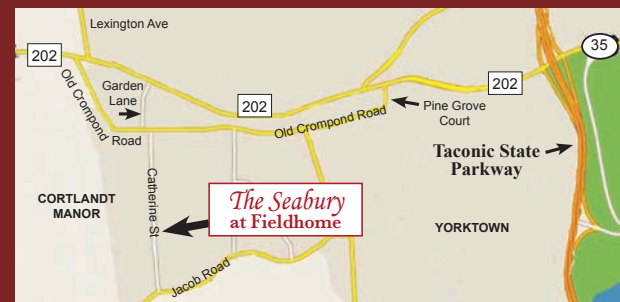 Lexington Ave
202
35
Old Crompond
Road
Garden
Lane
202
202
Old Crompond Road
Pine Grove
Court
Taconic State
Parkway
Catherine St
CORTLANDT
MANOR
The Seabury
at Fieldhome
YORKTOWN
Jacob Road